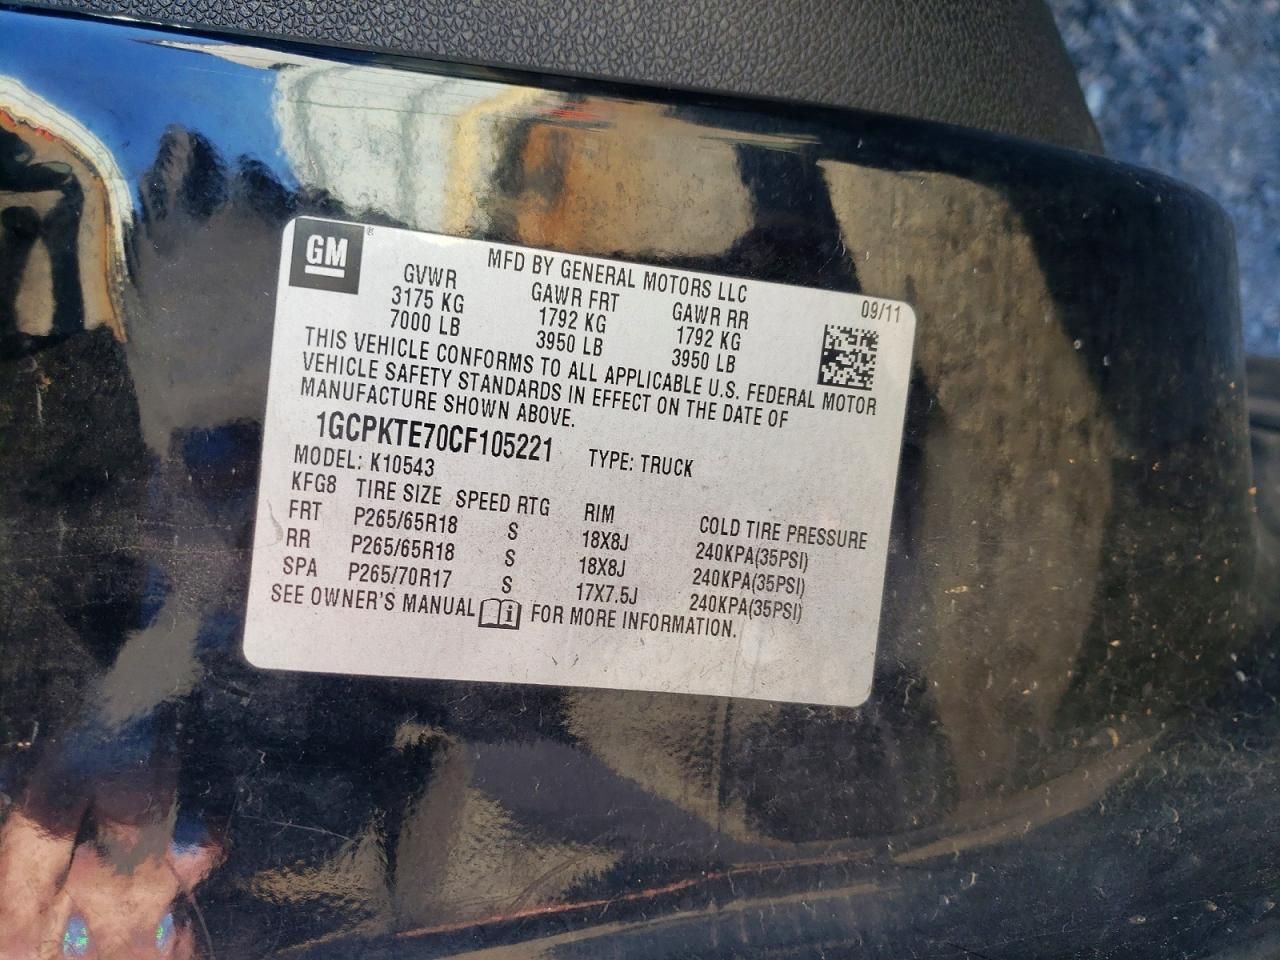 GM ®
MFD BY GENERAL MOTORS LLC 09/11
GVWR GAWR FRT GAWR RR
3175 KG 1792 KG 1792 KG
7000 LB 3950 LB 3950 LB
THIS VEHICLE CONFORMS TO ALL APPLICABLE U.S. FEDERAL MOTOR
VEHICLE SAFETY STANDARDS IN EFFECT ON THE DATE OF
MANUFACTURE SHOWN ABOVE.
1GCPKTE70CF105221 TYPE: TRUCK
MODEL: K10543
KFG8 TIRE SIZE SPEED RTG RIM COLD TIRE PRESSURE
FRT P265/65R18 S 18X8J 240KPA(35PSI)
RR P265/65R18 S 18X8J 240KPA(35PSI)
SPA P265/70R17 S 17X7.5J 240KPA(35PSI)
SEE OWNER'S MANUAL i FOR MORE INFORMATION.